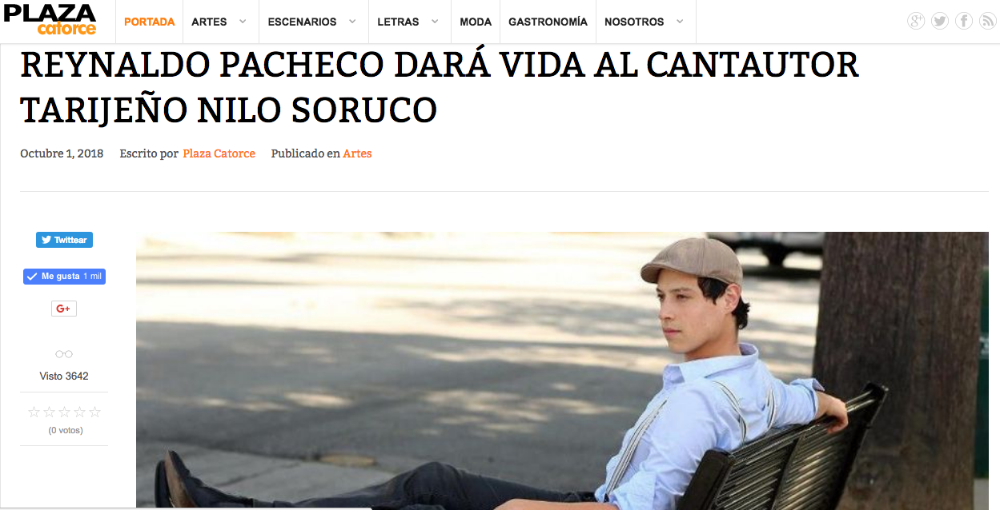 PLAZA
catorce
PORTADA
ARTES
ESCENARIOS
LETRAS
MODA
GASTRONOMÍA
NOSOTROS
REYNALDO PACHECO DARÁ VIDA AL CANTAUTOR
TARIJEÑO NILO SORUCO
Octubre 1, 2018 Escrito por Plaza Catorce Publicado en Artes
Twittear
Me gusta 1 mil
G+
Visto 3642
(0 votos)